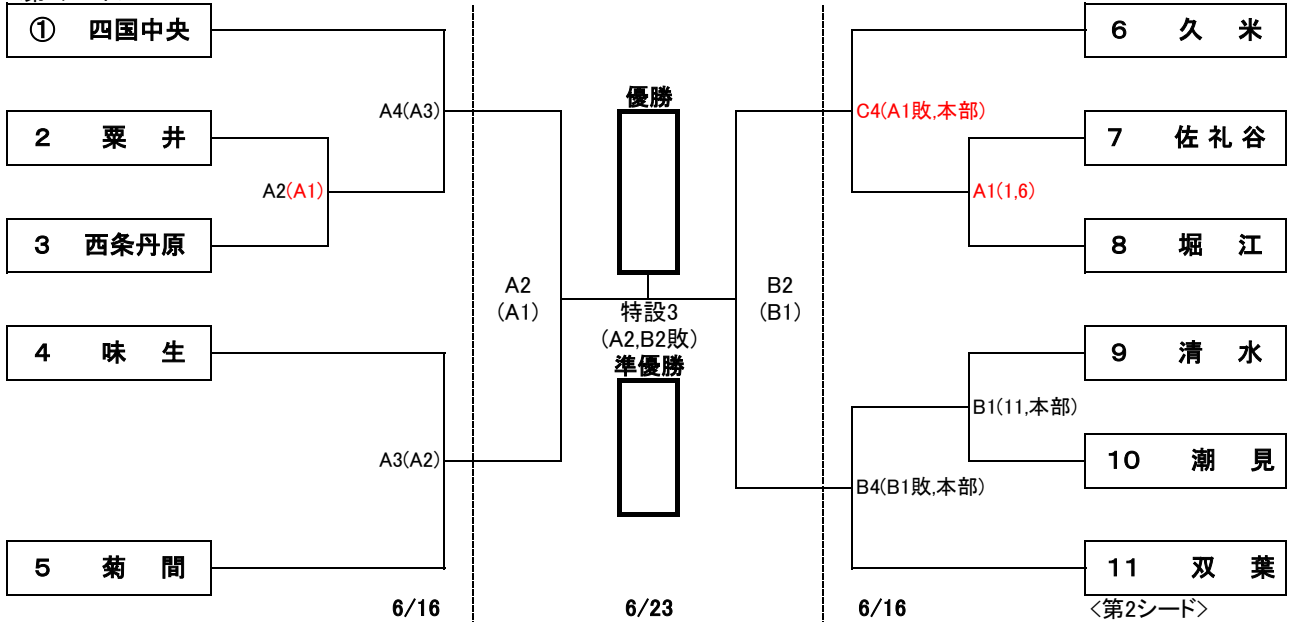 ① 四国中央
2 粟 井
3 西条丹原
4 味 生
5 菊 間
A4(A3)
A2(A1)
A3(A2)
6/16
A2
(A1)
優勝
特設3
(A2,B2敗)
準優勝
6/23
B2
(B1)
C4(A1敗,本部)
A1(1,6)
B1(11,本部)
B4(B1敗,本部)
6/16
6 久 米
7 佐 礼 谷
8 堀 江
9 清 水
10 潮 見
11 双 葉
<第2シード>